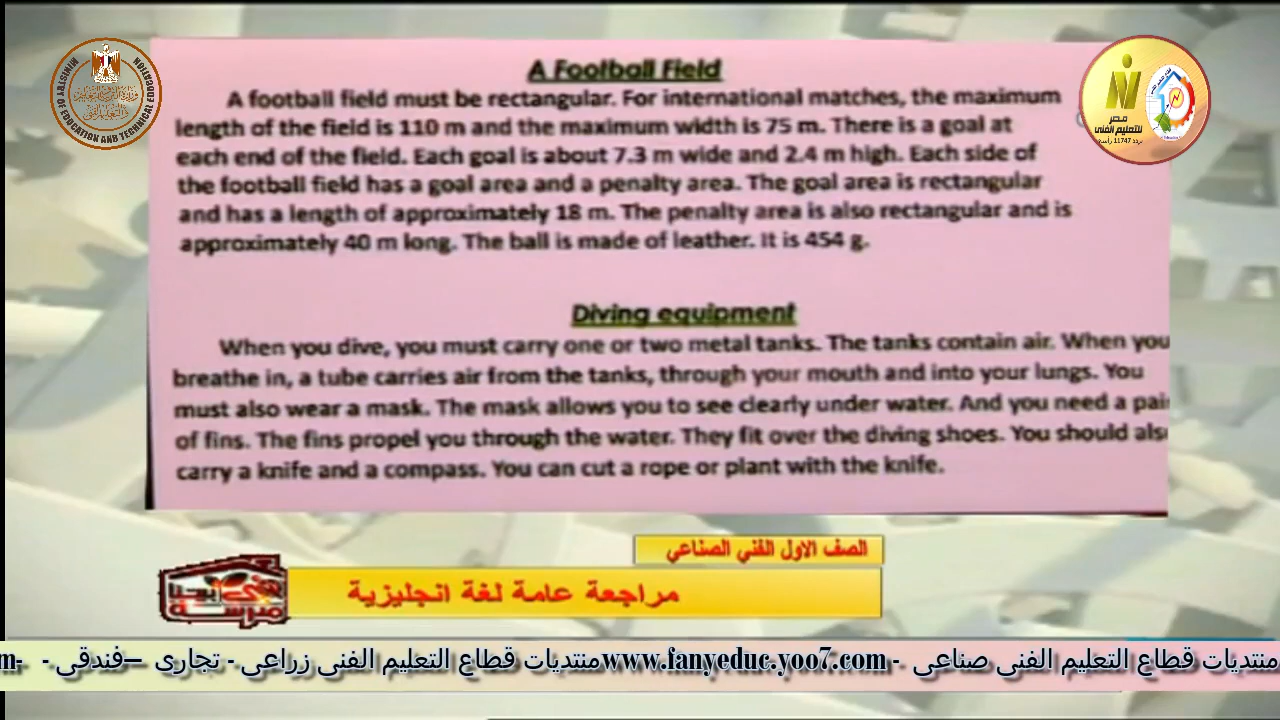 A Football Field
A football field must be rectangular. For international matches, the maximum
length of the field is 110 m and the maximum width is 75 m. There is a goal at
each end of the field. Each goal is about 7.3 m wide and 2.4 m high. Each side of
the football field has a goal area and a penalty area. The goal area is rectangular
and has a length of approximately 18 m. The penalty area is also rectangular and is
approximately 40 m long. The ball is made of leather. It is 454 g.
Diving equipment
When you dive, you must carry one or two metal tanks. The tanks contain air. When you
breathe in, a tube carries air from the tanks, through your mouth and into your lungs. You
must also wear a mask. The mask allows you to see clearly under water. And you need a pai
of fins. The fins propel you through the water. They fit over the diving shoes. You should als
carry a knife and a compass. You can cut a rope or plant with the knife.
مصر
للتعليم الفنى
الصف الاول الفني الصناعي
مراجعة عامة لغة انجليزية
مدرسة
منتديات قطاع التعليم الفنى صناعى - www.fanyeduc.yoo7.com منتديات قطاع التعليم الفنى زراعى - تجارى – فندقى - - m